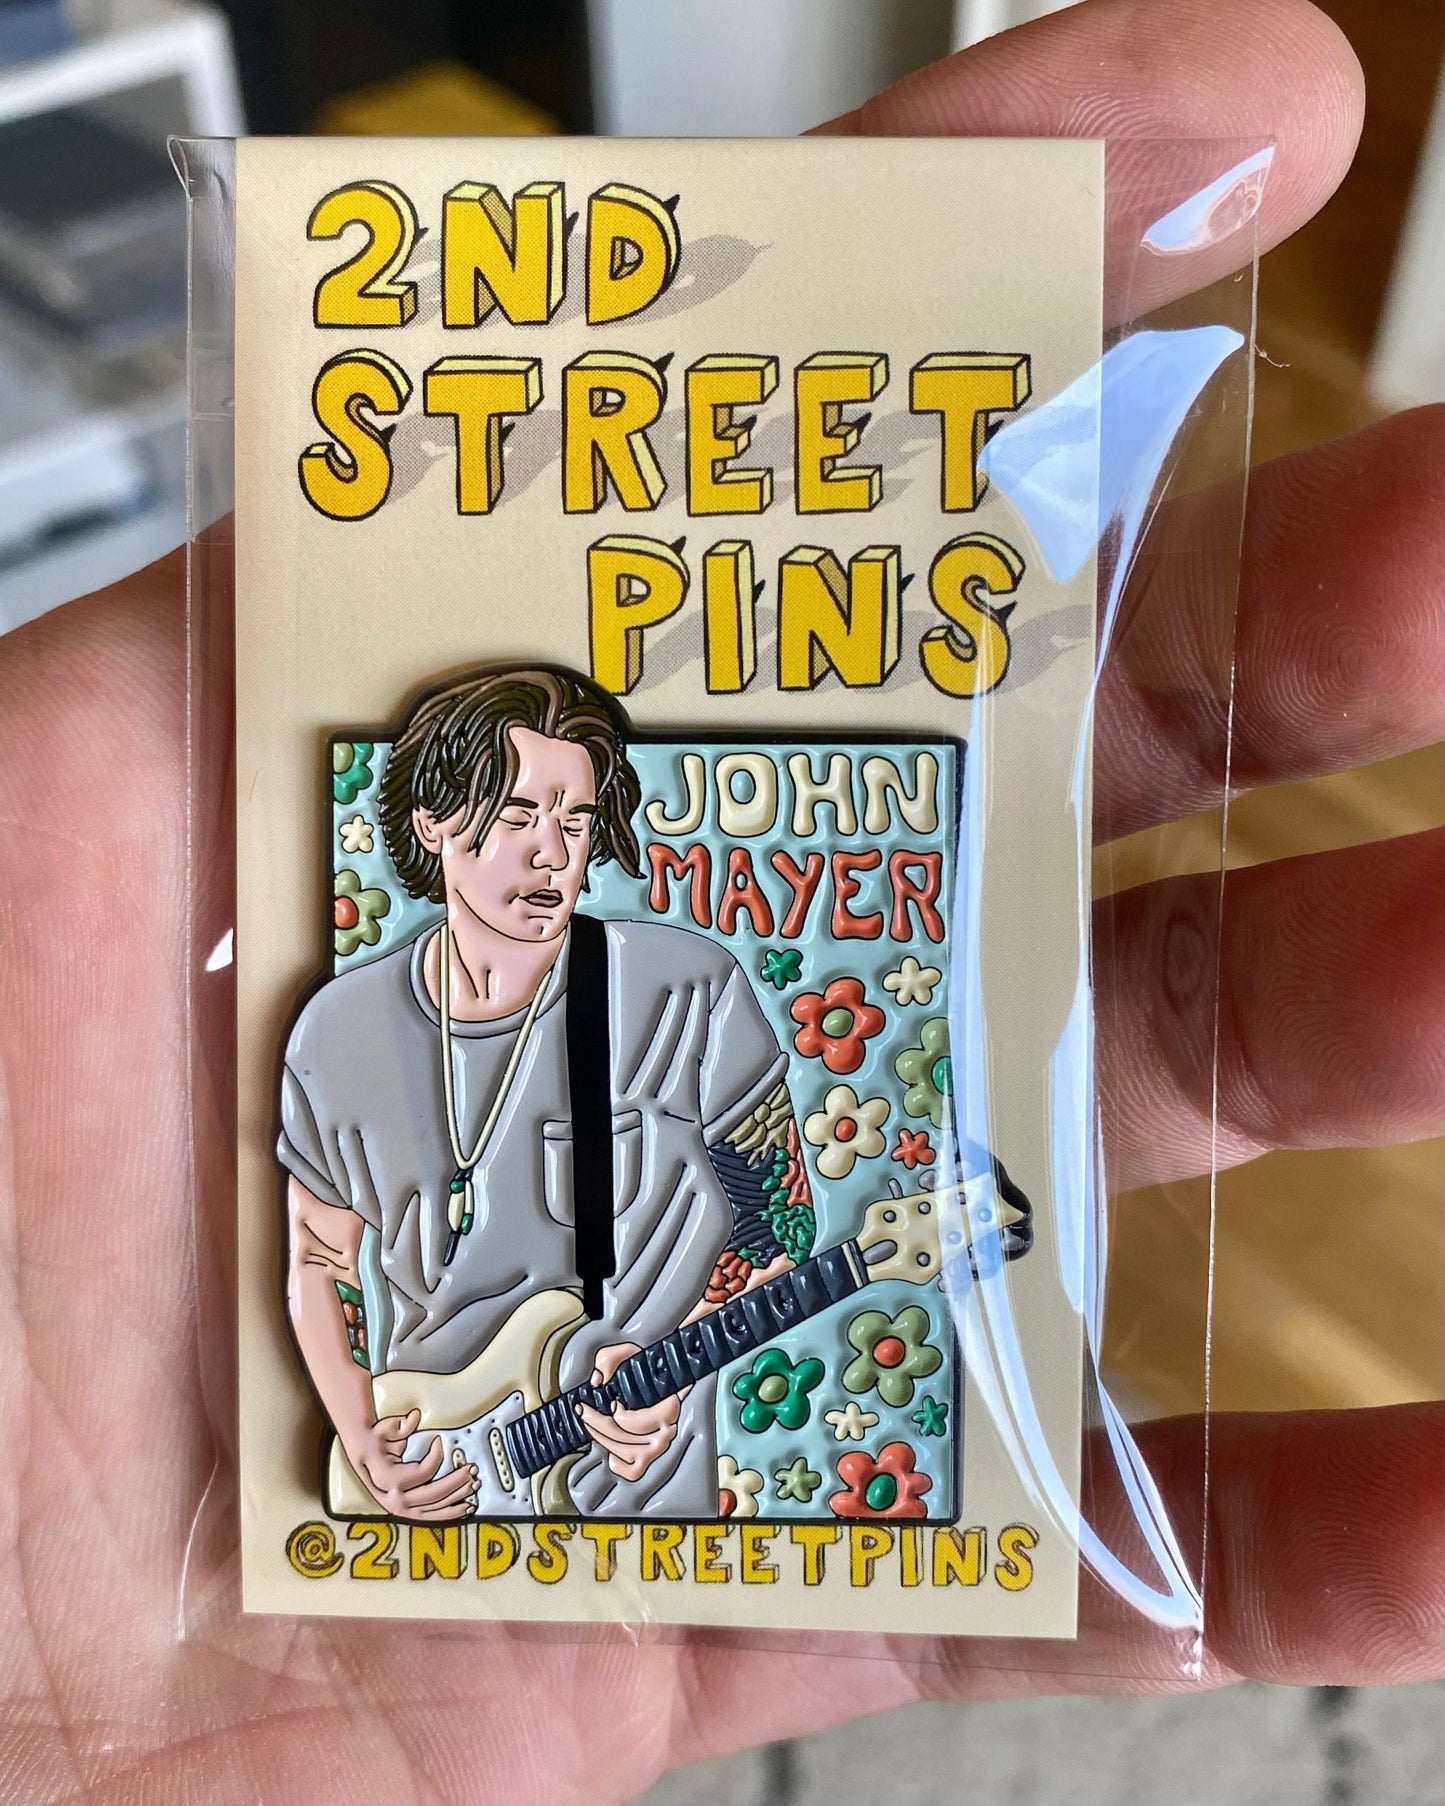 2ND
STREET
PINS
JOHN
MAYER
@2NDSTREETPINS